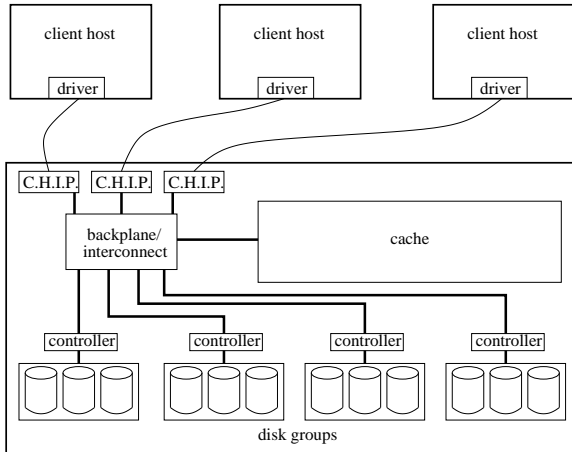 client host
client host
client host
driver
driver
driver
C.H.I.P.
C.H.I.P.
C.H.I.P.
backplane/
interconnect
cache
controller
controller
controller
controller
disk groups